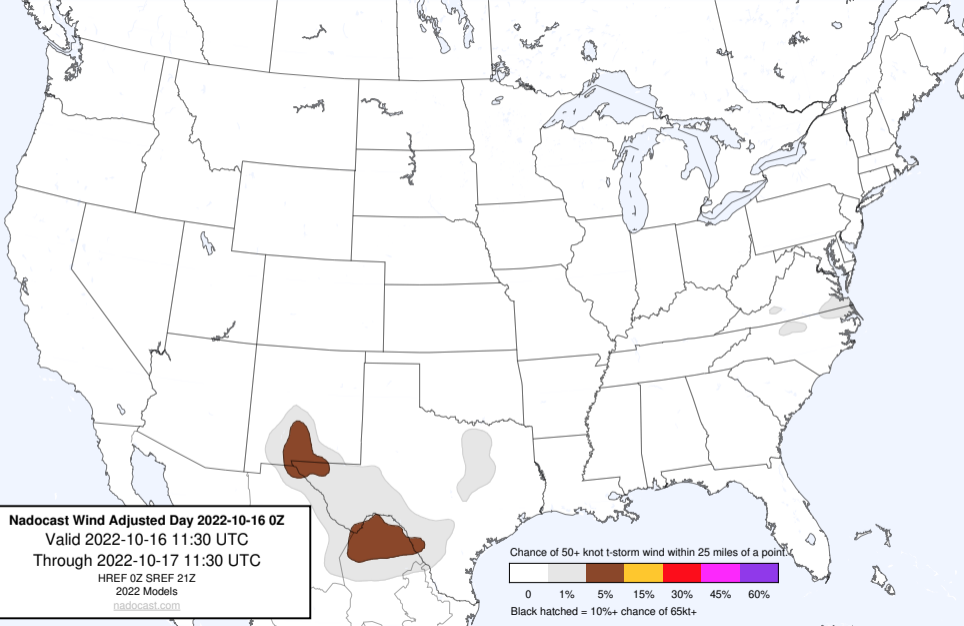 Nadocast Wind Adjusted Day 2022-10-16 0Z
Valid 2022-10-16 11:30 UTC
Through 2022-10-17 11:30 UTC
HREF 0Z SREF 21Z
2022 Models
nadocast.com
Chance of 50+ knot t-storm wind within 25 miles of a point.
0 1% 5% 15% 30% 45% 60%
Black hatched = 10%+ chance of 65kt+